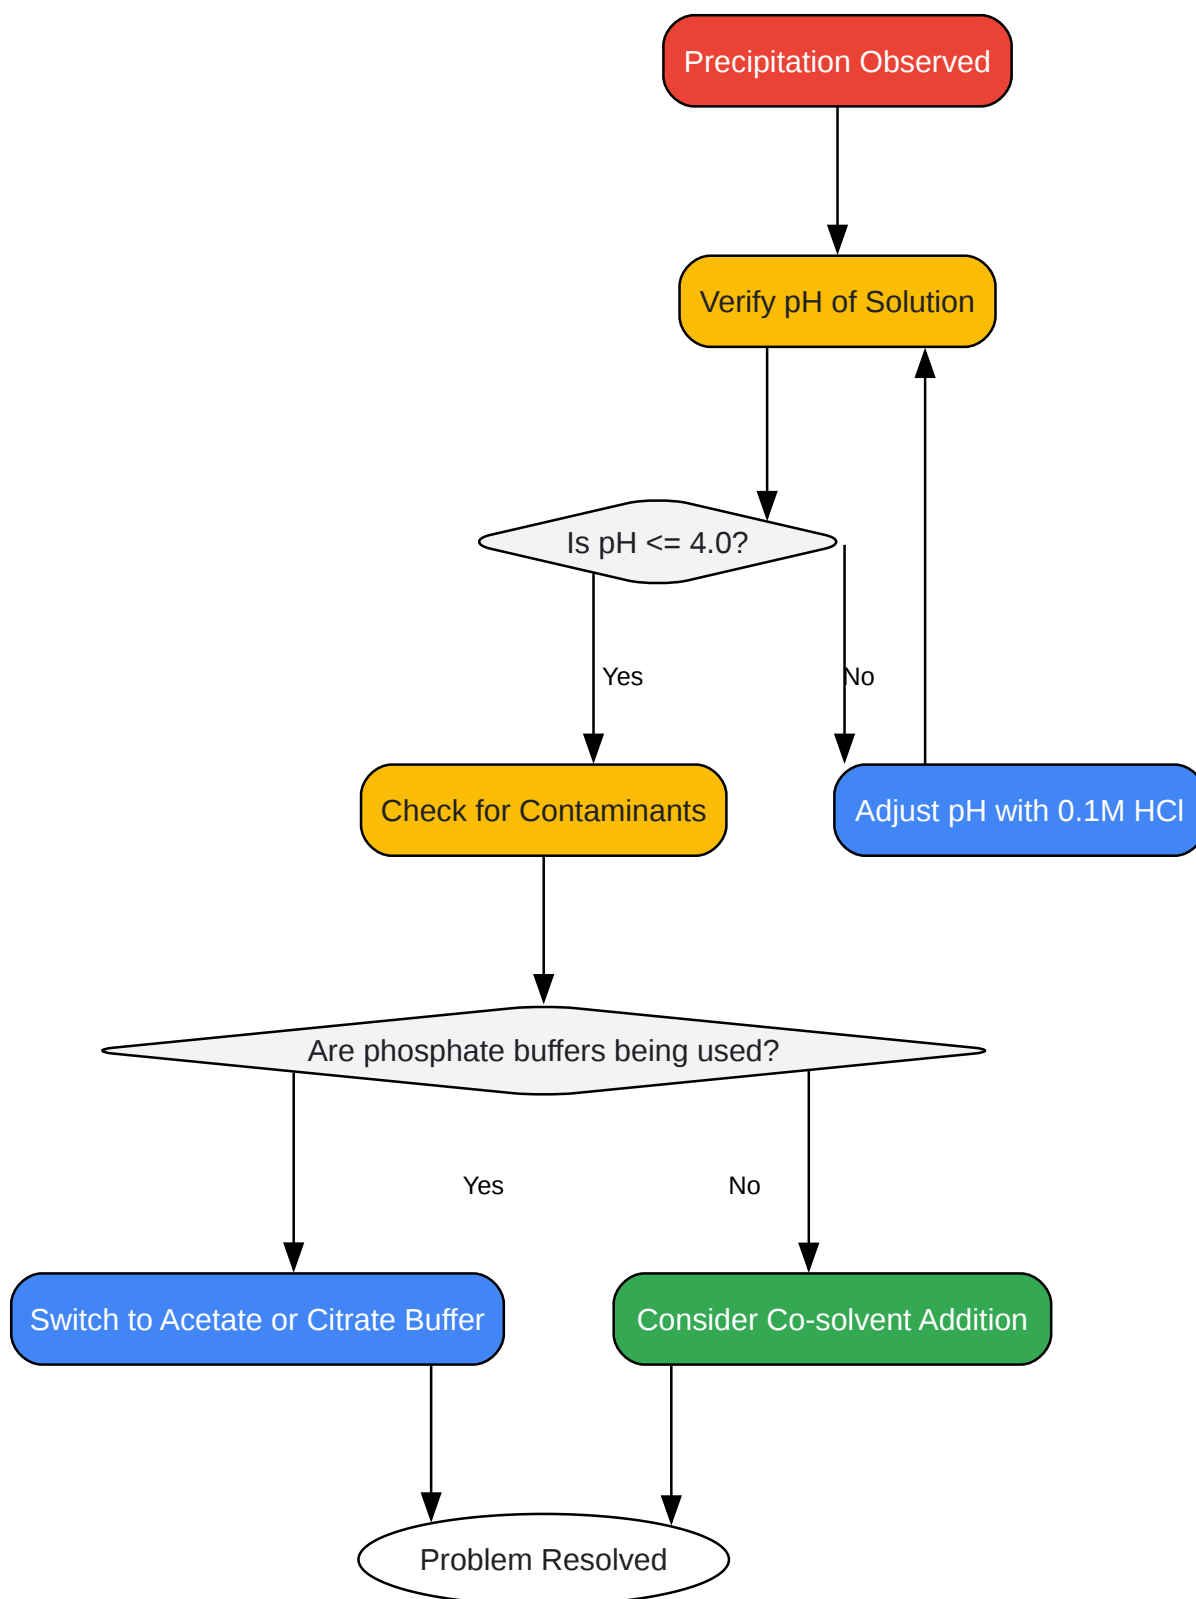 Precipitation Observed
Verify pH of Solution
Is pH <= 4.0?
Yes
No
Check for Contaminants
Adjust pH with 0.1M HCl
Are phosphate buffers being used?
Yes
No
Switch to Acetate or Citrate Buffer
Consider Co-solvent Addition
Problem Resolved